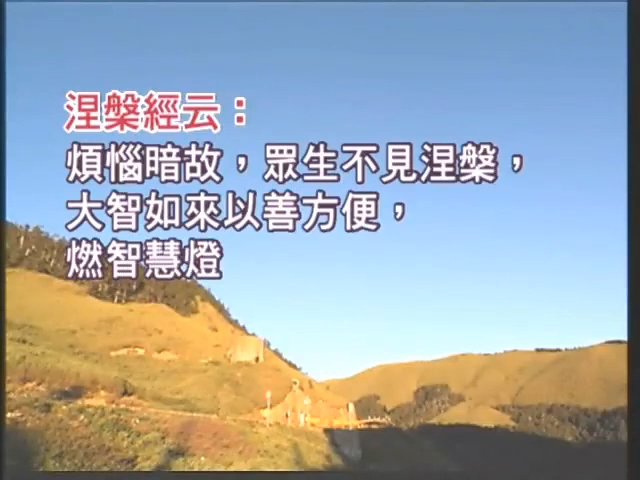 涅槃經云：
煩惱暗故，眾生不見涅槃，
大智如來以善方便，
燃智慧燈